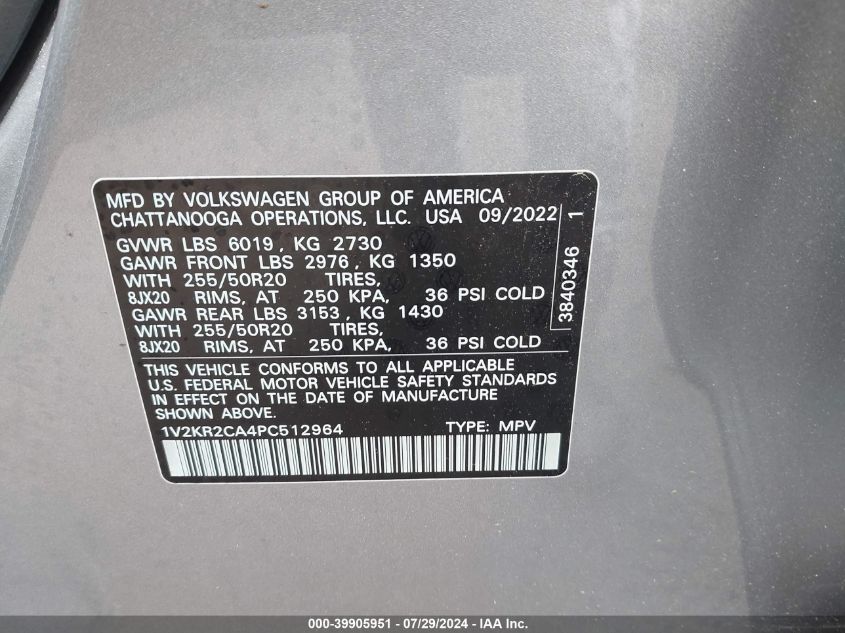 MFD BY VOLKSWAGEN GROUP OF AMERICA
CHATTANOOGA OPERATIONS, LLC. USA 09/2022 1
GVWR LBS 6019, KG 2730
GAWR FRONT LBS 2976, KG 1350
WITH 255/50R20 TIRES,
8JX20 RIMS, AT 250 KPA, 36 PSI COLD
GAWR REAR LBS 3153, KG 1430
WITH 255/50R20 TIRES,
8JX20 RIMS, AT 250 KPA, 36 PSI COLD
3840346
THIS VEHICLE CONFORMS TO ALL APPLICABLE
U.S. FEDERAL MOTOR VEHICLE SAFETY STANDARDS
IN EFFECT ON THE DATE OF MANUFACTURE
SHOWN ABOVE.
1V2KR2CA4PC512964 TYPE: MPV
000-39905951 - 07/29/2024 - IAA Inc.